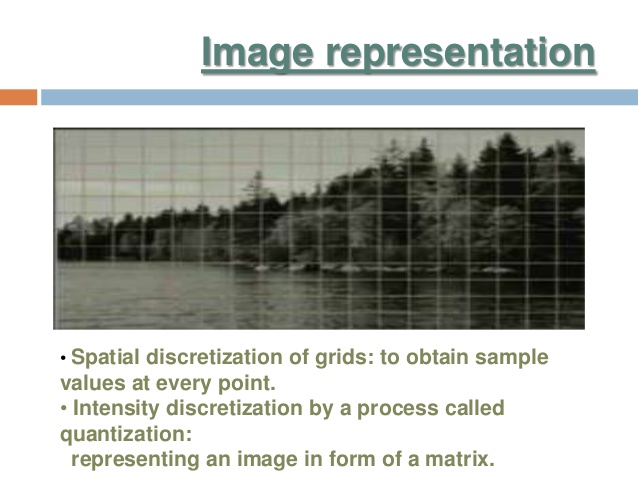 Image representation
• Spatial discretization of grids: to obtain sample
values at every point.
• Intensity discretization by a process called
quantization:
representing an image in form of a matrix.